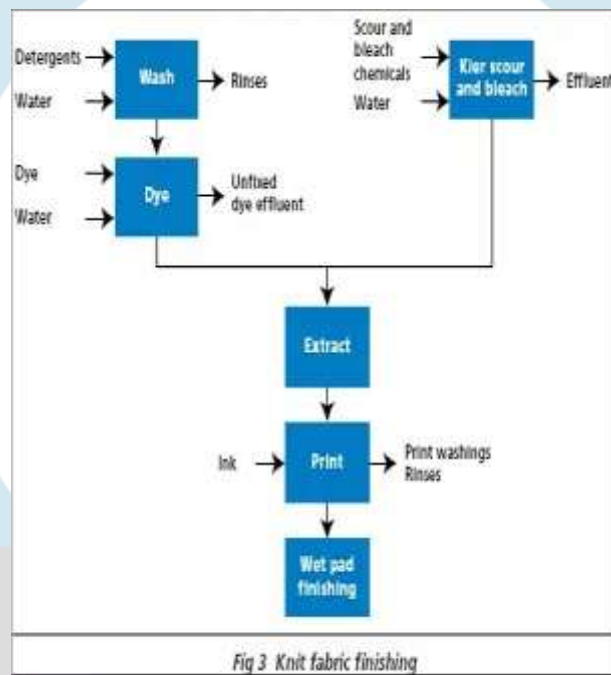 Detergents
Water
Wash
Rinses
Scour and
bleach
chemicals
Water
Kier scour
and bleach
Effluent
Dye
Water
Dye
Unfixed
dye effluent
Extract
Ink
Print
Print washings
Rinses
Wet pad
finishing
Fig 3 Knit fabric finishing